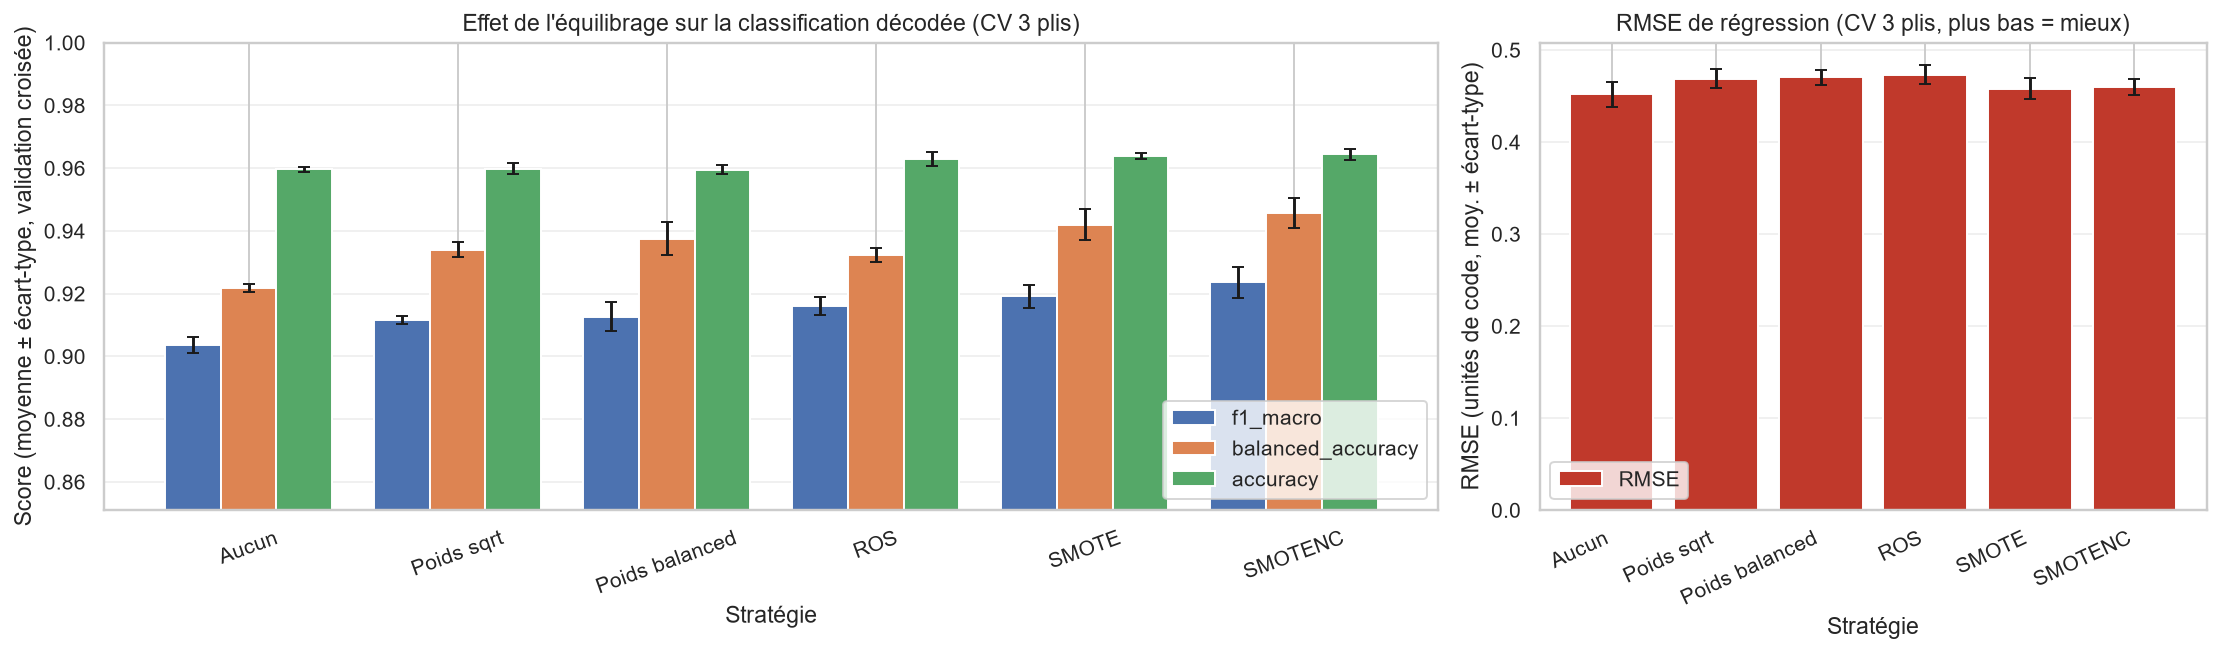 Effet de l'équilibrage sur la classification décodée (CV 3 plis)
Score (moyenne ± écart-type, validation croisée)
1.00
0.98
0.96
0.94
0.92
0.90
0.88
0.86
f1_macro
balanced_accuracy
accuracy
Aucun
Poids sqrt
Poids balanced
ROS
SMOTE
SMOTENC
Stratégie
RMSE de régression (CV 3 plis, plus bas = mieux)
RMSE (unités de code, moy. ± écart-type)
0.5
0.4
0.3
0.2
0.1
0.0
RMSE
Aucun
Poids sqrt
Poids balanced
ROS
SMOTE
SMOTENC
Stratégie